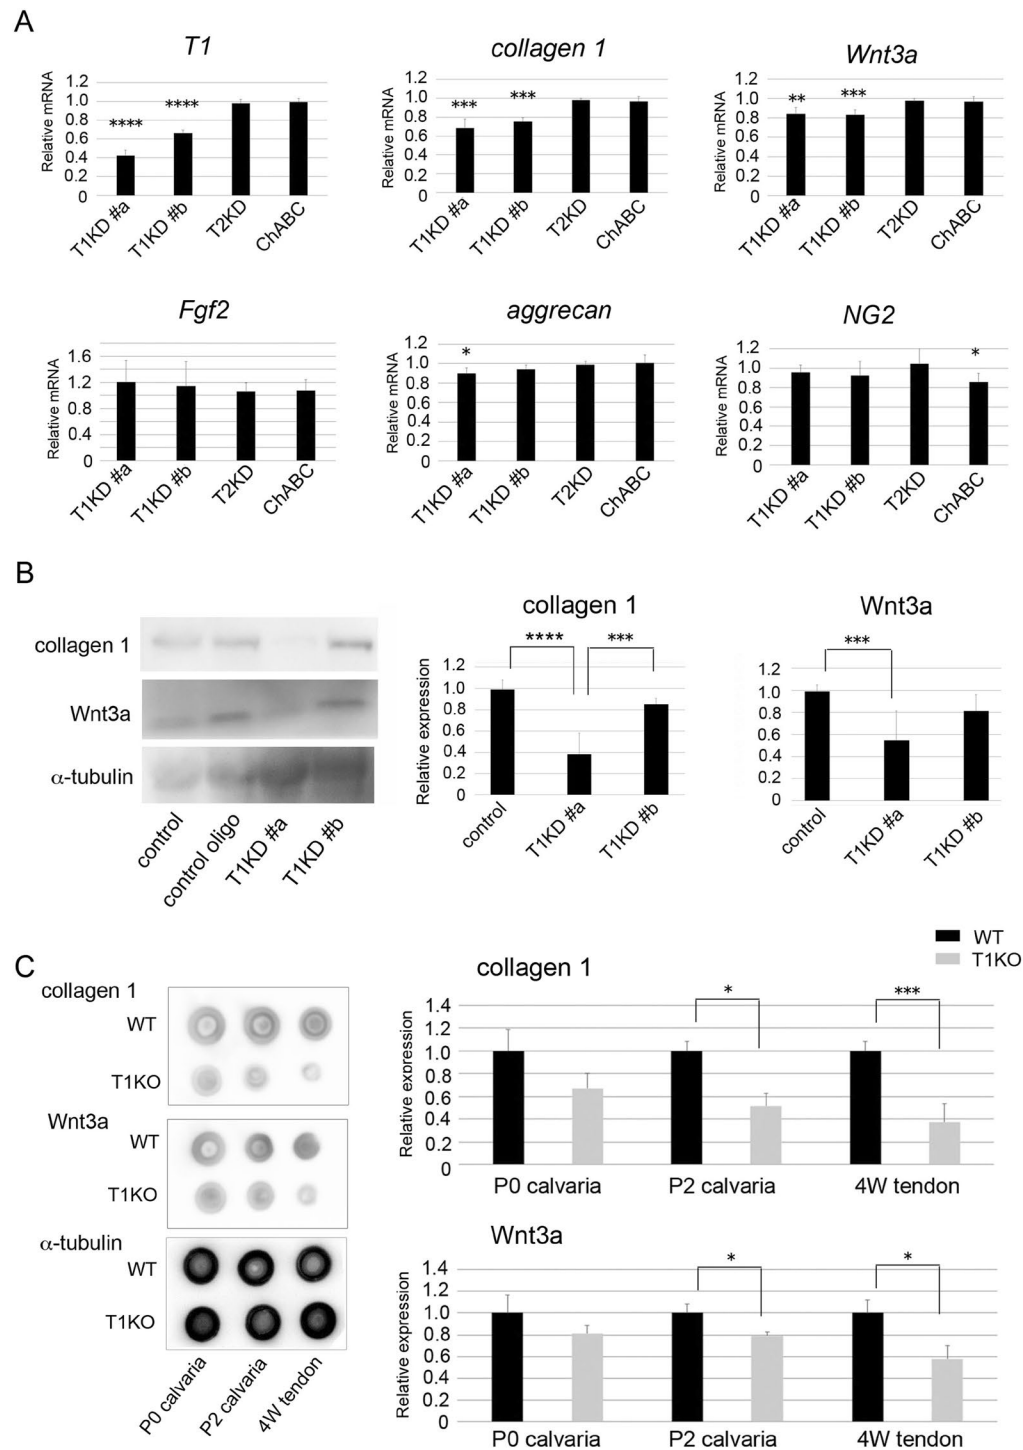 A
T1
Relative mRNA
1.2
1.0
0.8
0.6
0.4
0.2
0
****
****
T1KD #a
T1KD #b
T2KD
ChABC
collagen 1
Relative mRNA
1.2
1.0
0.8
0.6
0.4
0.2
0
***
***
T1KD #a
T1KD #b
T2KD
ChABC
Wnt3a
Relative mRNA
1.2
1.0
0.8
0.6
0.4
0.2
0
**
***
T1KD #a
T1KD #b
T2KD
ChABC
Fgf2
Relative mRNA
1.6
1.2
0.8
0.4
0
T1KD #a
T1KD #b
T2KD
ChABC
aggrecan
Relative mRNA
1.2
1.0
0.8
0.6
0.4
0.2
0
*
T1KD #a
T1KD #b
T2KD
ChABC
NG2
Relative mRNA
1.2
1.0
0.8
0.6
0.4
0.2
0
*
T1KD #a
T1KD #b
T2KD
ChABC
B
collagen 1
Wnt3a
α-tubulin
control
control oligo
T1KD #a
T1KD #b
collagen 1
Relative expression
1.2
1.0
0.8
0.6
0.4
0.2
0
****
***
control
T1KD #a
T1KD #b
Wnt3a
1.2
1.0
0.8
0.6
0.4
0.2
0
***
control
T1KD #a
T1KD #b
C
collagen 1
WT
T1KO
Wnt3a
WT
T1KO
α-tubulin
WT
T1KO
P0 calvaria
P2 calvaria
4W tendon
WT
T1KO
collagen 1
Relative expression
1.4
1.2
1.0
0.8
0.6
0.4
0.2
0
*
***
P0 calvaria
P2 calvaria
4W tendon
Wnt3a
Relative expression
1.4
1.2
1.0
0.8
0.6
0.4
0.2
0
*
*
P0 calvaria
P2 calvaria
4W tendon